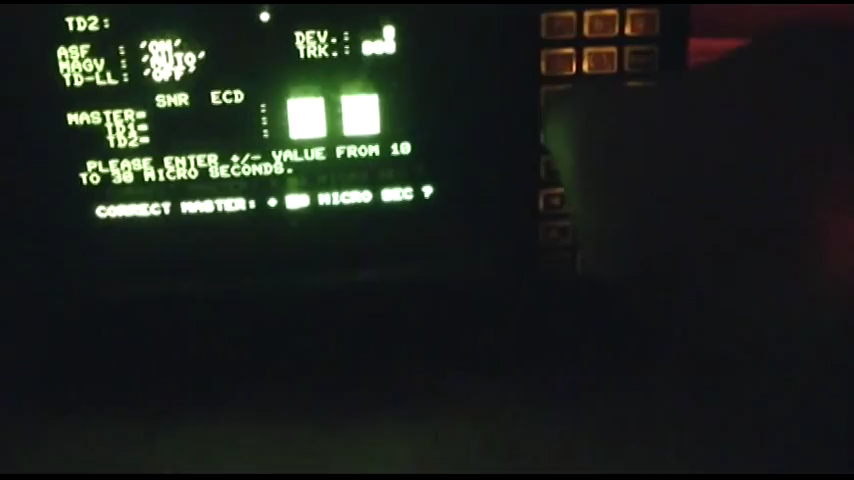 TD2:
ASF : 'ON'
MAGV : 'AUTO'
TD-LL : 'OFF'
DEV. :
TRK. :
SNR ECD
MASTER=
TD1=
TD2=
PLEASE ENTER +/- VALUE FROM 10
TO 30 MICRO SECONDS.
CORRECT MASTER: + MICRO SEC ?